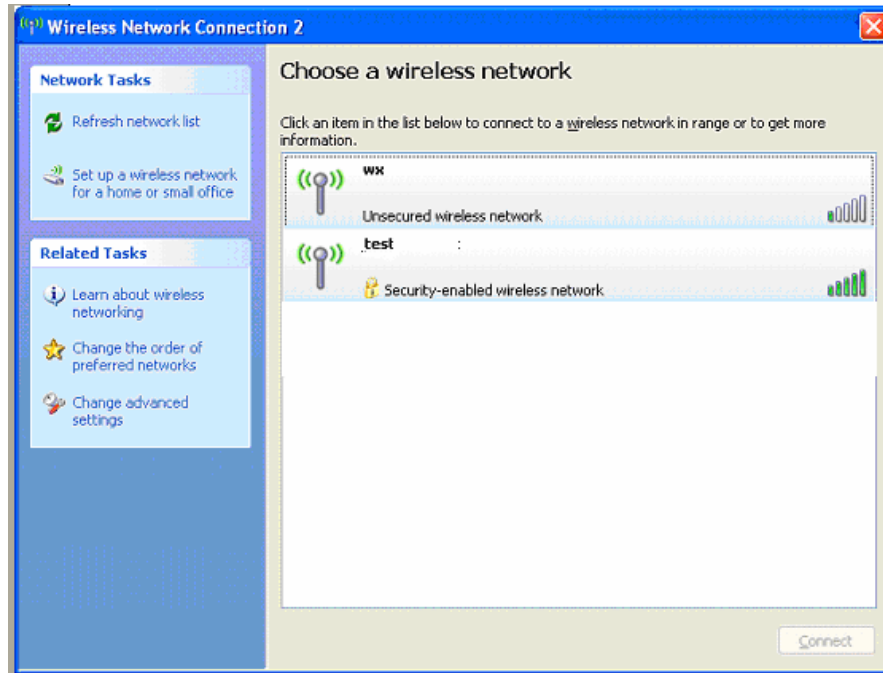 Wireless Network Connection 2
Network Tasks
Refresh network list
Set up a wireless network
for a home or small office
Related Tasks
Learn about wireless
networking
Change the order of
preferred networks
Change advanced
settings
Choose a wireless network
Click an item in the list below to connect to a wireless network in range or to get more
information.
wx
Unsecured wireless network
test :
Security-enabled wireless network
Connect